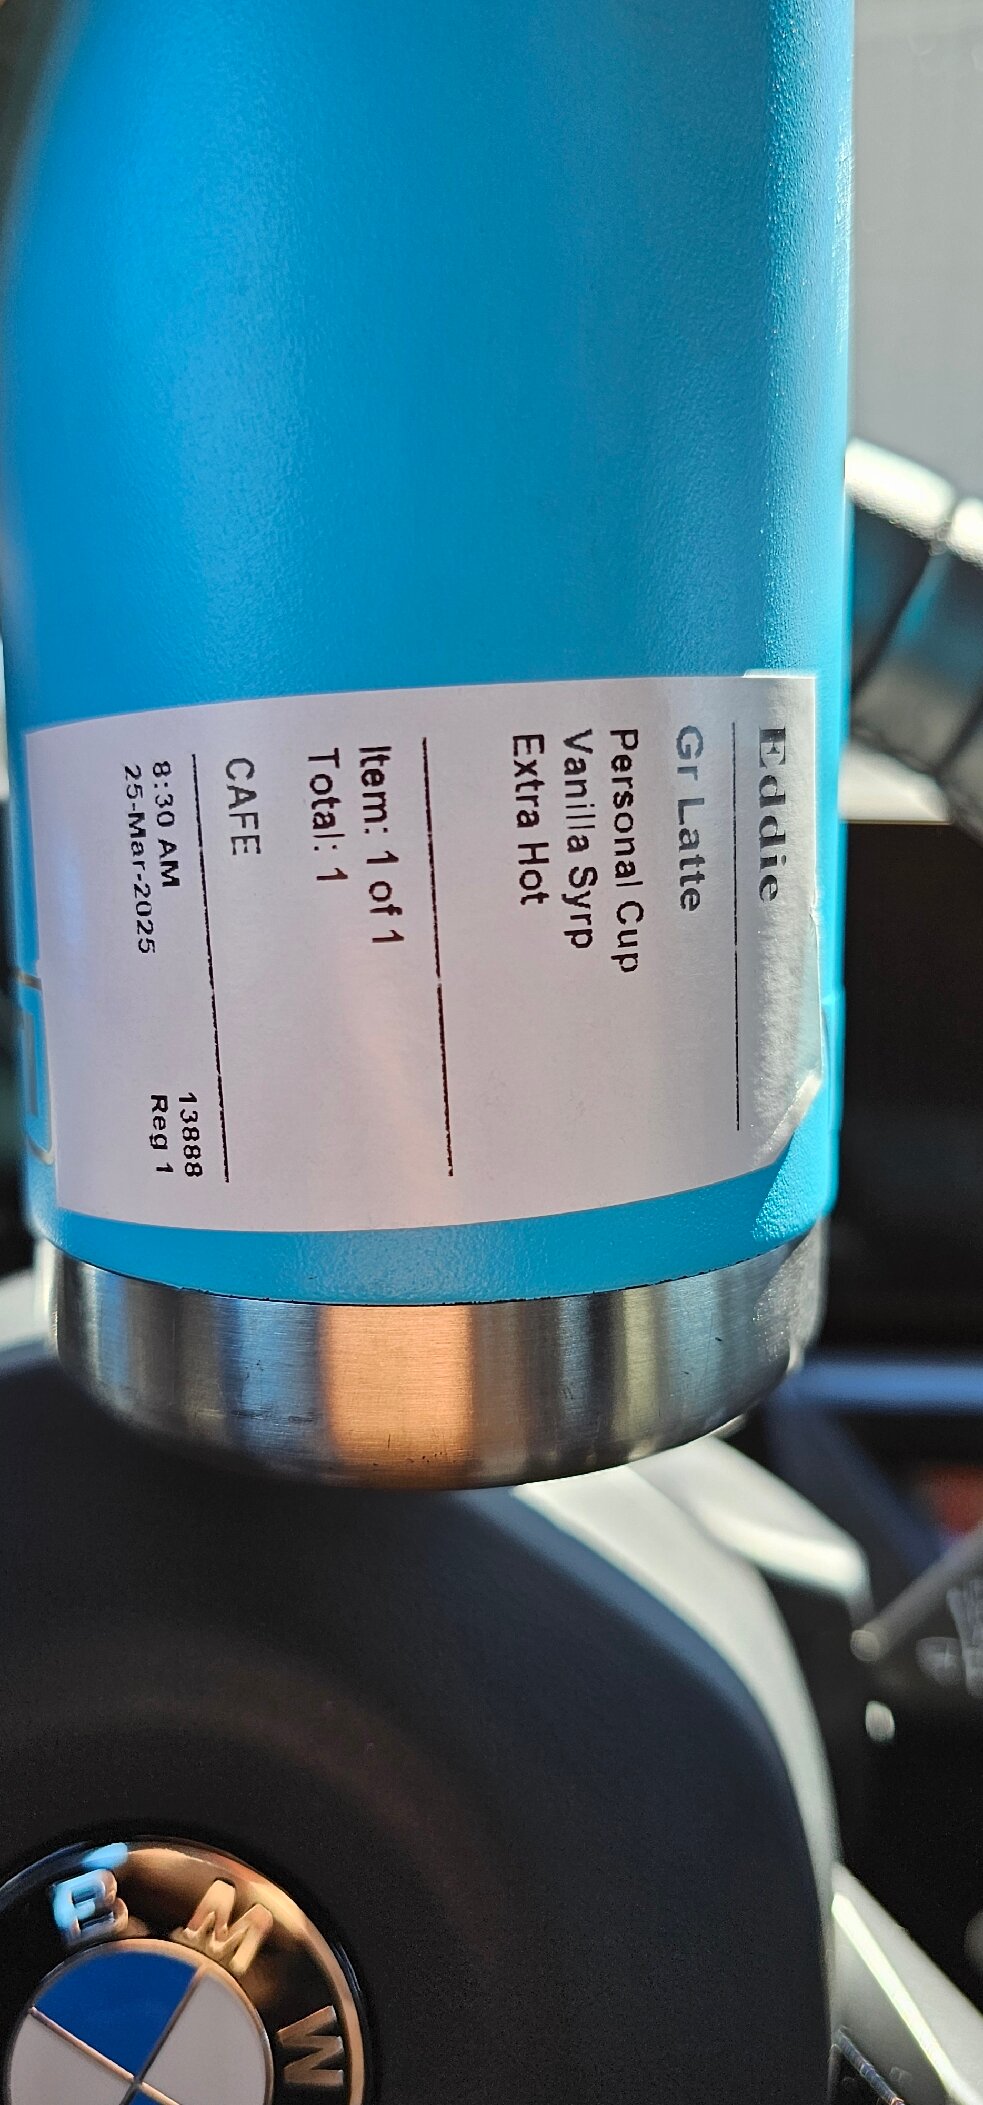 Eddie
Gr Latte
Personal Cup
Vanilla Syrp
Extra Hot
Item: 1 of 1
Total: 1
CAFE
8:30 AM 13888
25-Mar-2025 Reg 1
BMW